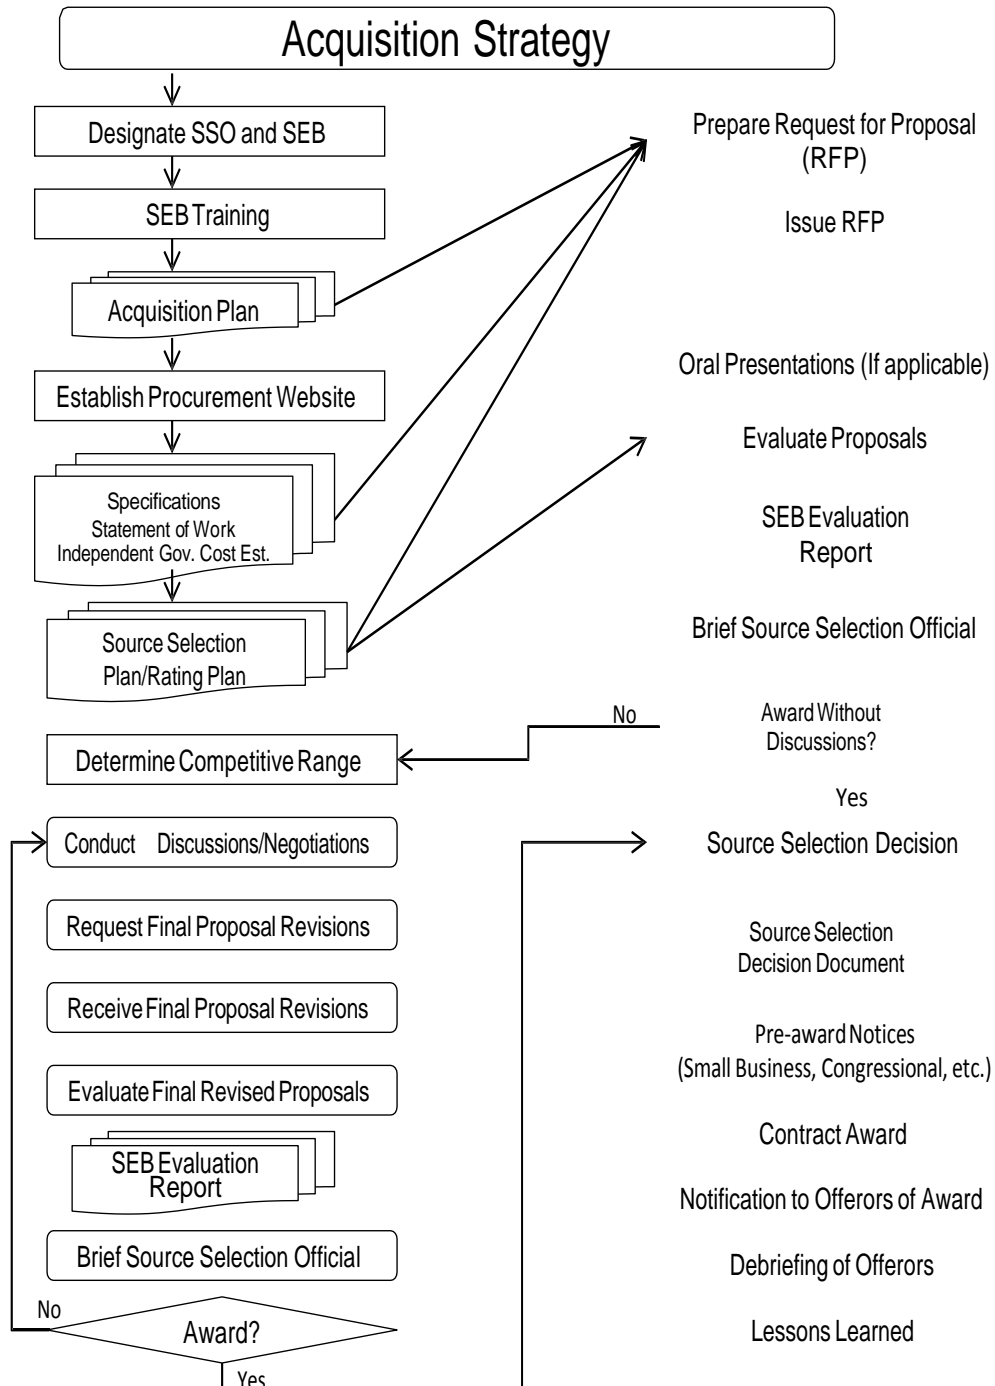 Acquisition Strategy
Designate SSO and SEB
SEB Training
Acquisition Plan
Establish Procurement Website
Specifications
Statement of Work
Independent Gov. Cost Est.
Source Selection
Plan/Rating Plan
Determine Competitive Range
Conduct Discussions/Negotiations
Request Final Proposal Revisions
Receive Final Proposal Revisions
Evaluate Final Revised Proposals
SEB Evaluation
Report
Brief Source Selection Official
No
Award?
Yes
Prepare Request for Proposal
(RFP)
Issue RFP
Oral Presentations (If applicable)
Evaluate Proposals
SEB Evaluation
Report
Brief Source Selection Official
No
Award Without
Discussions?
Yes
Source Selection Decision
Source Selection
Decision Document
Pre-award Notices
(Small Business, Congressional, etc.)
Contract Award
Notification to Offerors of Award
Debriefing of Offerors
Lessons Learned